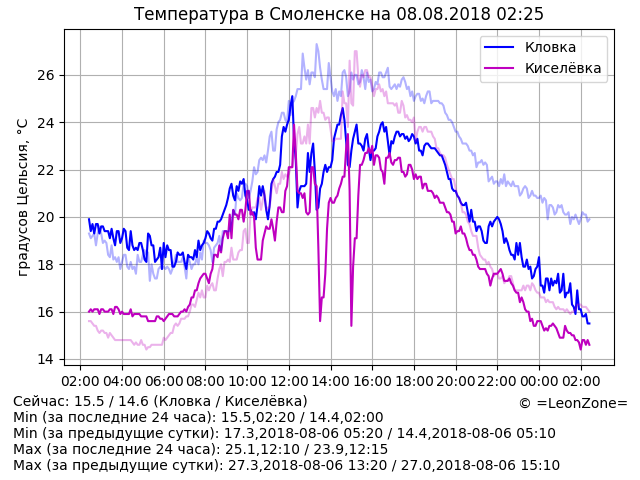 Температура в Смоленске на 08.08.2018 02:25
Кловка
Киселёвка
градусов Цельсия, °C
26
24
22
20
18
16
14
02:00 04:00 06:00 08:00 10:00 12:00 14:00 16:00 18:00 20:00 22:00 00:00 02:00
Сейчас: 15.5 / 14.6 (Кловка / Киселёвка)
© =LeonZone=
Min (за последние 24 часа): 15.5,02:20 / 14.4,02:00
Min (за предыдущие сутки): 17.3,2018-08-06 05:20 / 14.4,2018-08-06 05:10
Max (за последние 24 часа): 25.1,12:10 / 23.9,12:15
Max (за предыдущие сутки): 27.3,2018-08-06 13:20 / 27.0,2018-08-06 15:10